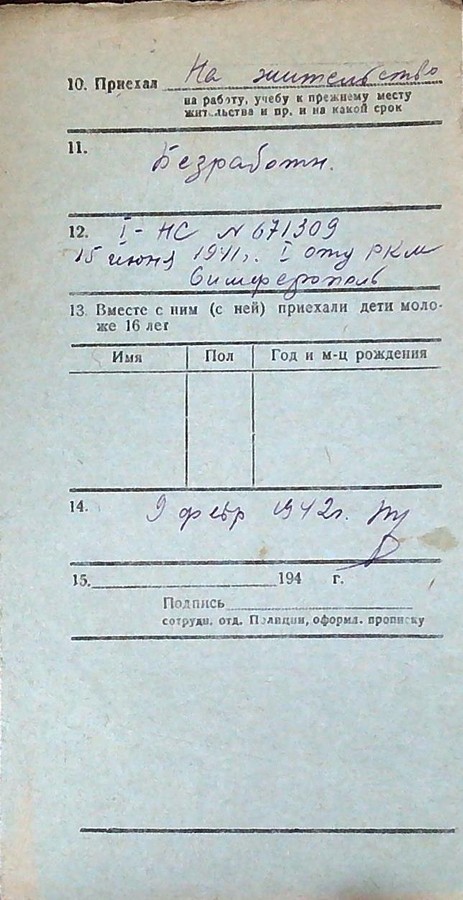 10. Приехал На жительство
на работу, учебу к прежнему месту
жительства и пр. и на какой срок
11.
Безработн.
12. I-НС № 671309
15 июня 1941г. I отд РКМ
Симферополь
13. Вместе с ним (с ней) приехали дети моло-
же 16 лет
Имя Пол Год и м-ц рождения
14. 9 февр 1942г.
15. 194 г.
Подпись
сотрудн. отд. Полиции, оформл. прописку